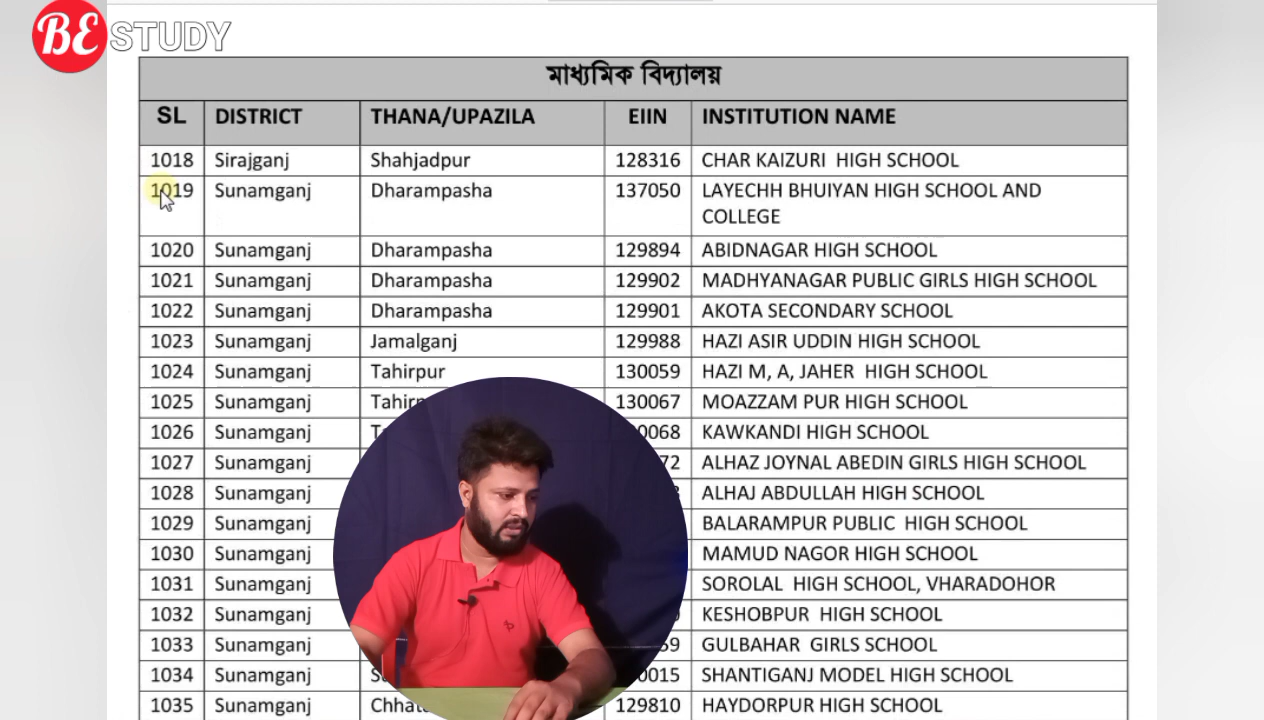 BE STUDY
মাধ্যমিক বিদ্যালয়
SL DISTRICT THANA/UPAZILA EIIN INSTITUTION NAME
1018 Sirajganj Shahjadpur 128316 CHAR KAIZURI HIGH SCHOOL
1019 Sunamganj Dharampasha 137050 LAYECHH BHUIYAN HIGH SCHOOL AND
COLLEGE
1020 Sunamganj Dharampasha 129894 ABIDNAGAR HIGH SCHOOL
1021 Sunamganj Dharampasha 129902 MADHYANAGAR PUBLIC GIRLS HIGH SCHOOL
1022 Sunamganj Dharampasha 129901 AKOTA SECONDARY SCHOOL
1023 Sunamganj Jamalganj 129988 HAZI ASIR UDDIN HIGH SCHOOL
1024 Sunamganj Tahirpur 130059 HAZI M, A, JAHER HIGH SCHOOL
1025 Sunamganj 130067 MOAZZAM PUR HIGH SCHOOL
1026 Sunamganj KAWKANDI HIGH SCHOOL
1027 Sunamganj ALHAZ JOYNAL ABEDIN GIRLS HIGH SCHOOL
1028 Sunamganj ALHAJ ABDULLAH HIGH SCHOOL
1029 Sunamganj BALARAMPUR PUBLIC HIGH SCHOOL
1030 Sunamganj MAMUD NAGOR HIGH SCHOOL
1031 Sunamganj SOROLAL HIGH SCHOOL, VHARADOHOR
1032 Sunamganj KESHOBPUR HIGH SCHOOL
1033 Sunamganj GULBAHAR GIRLS SCHOOL
1034 Sunamganj SHANTIGANJ MODEL HIGH SCHOOL
1035 Sunamganj 129810 HAYDORPUR HIGH SCHOOL